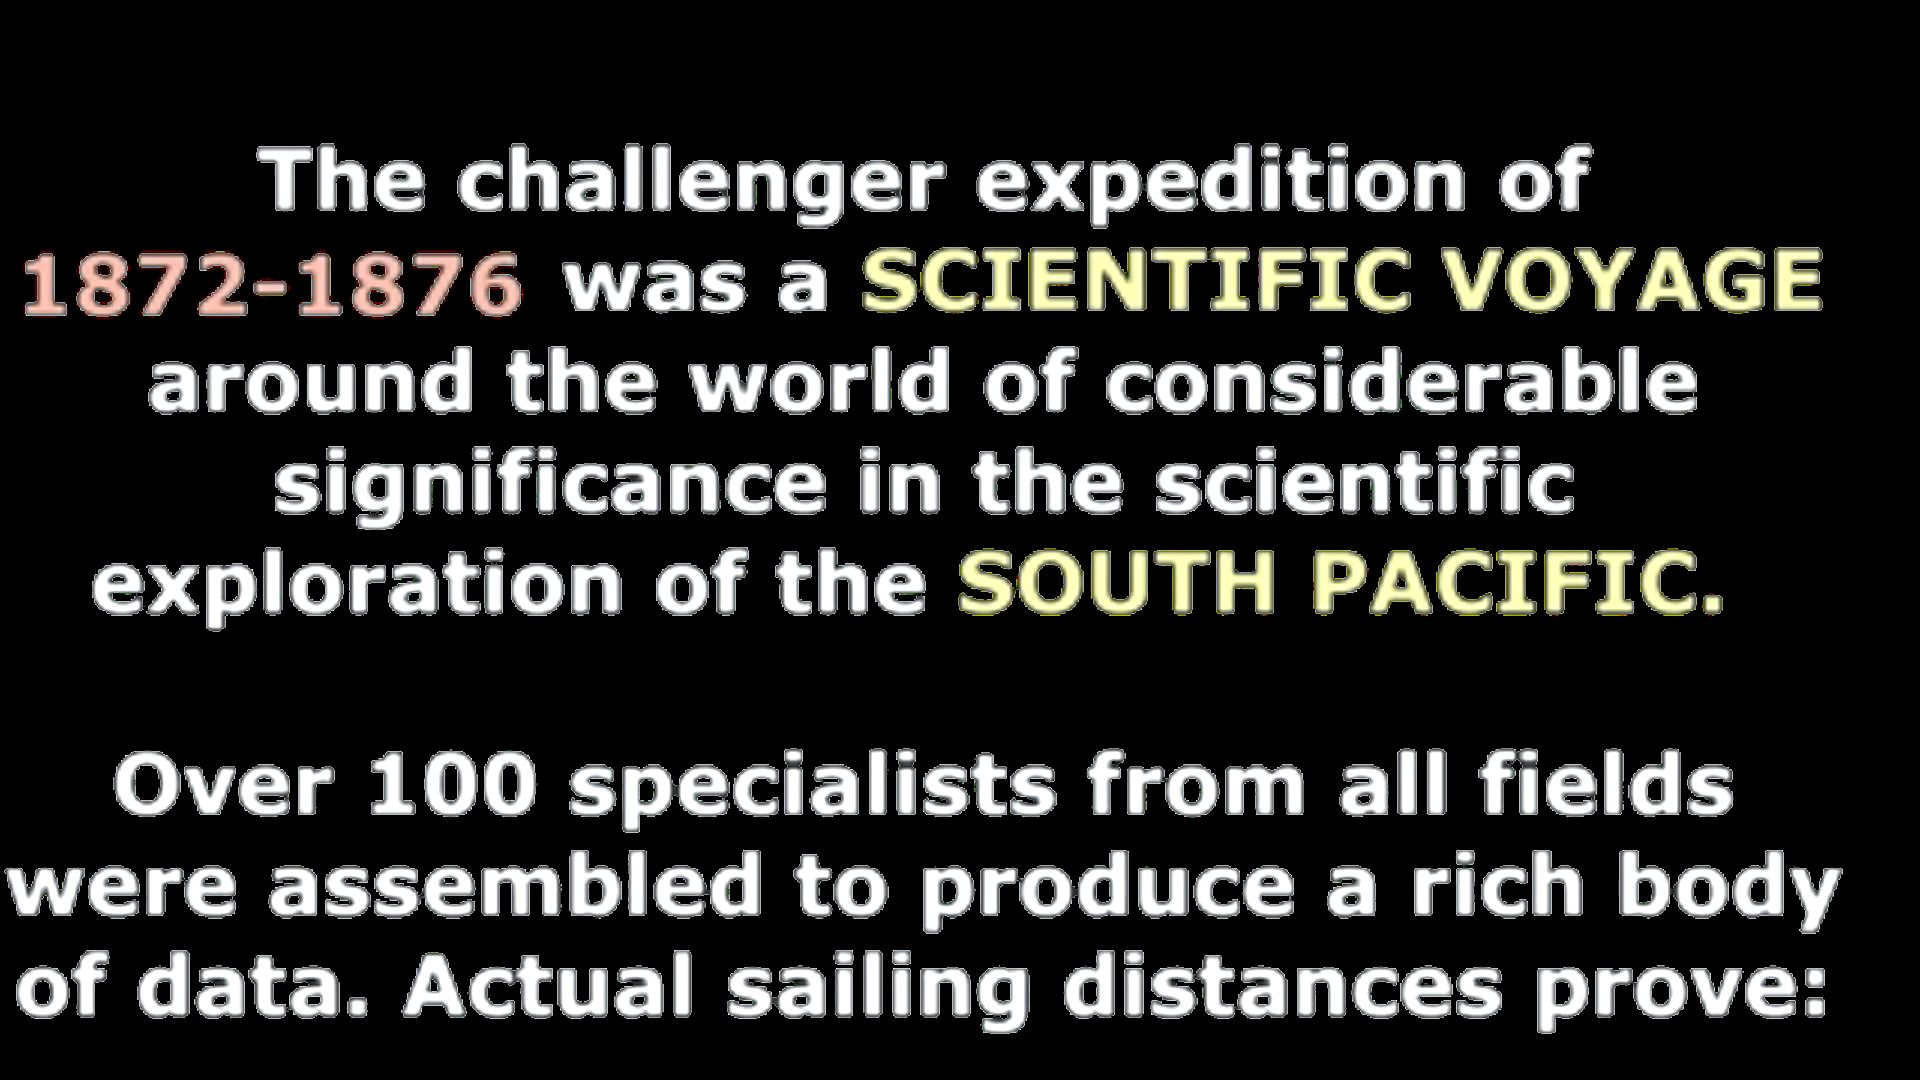 The challenger expedition of
1872-1876 was a SCIENTIFIC VOYAGE
around the world of considerable
significance in the scientific
exploration of the SOUTH PACIFIC.
Over 100 specialists from all fields
were assembled to produce a rich body
of data. Actual sailing distances prove: